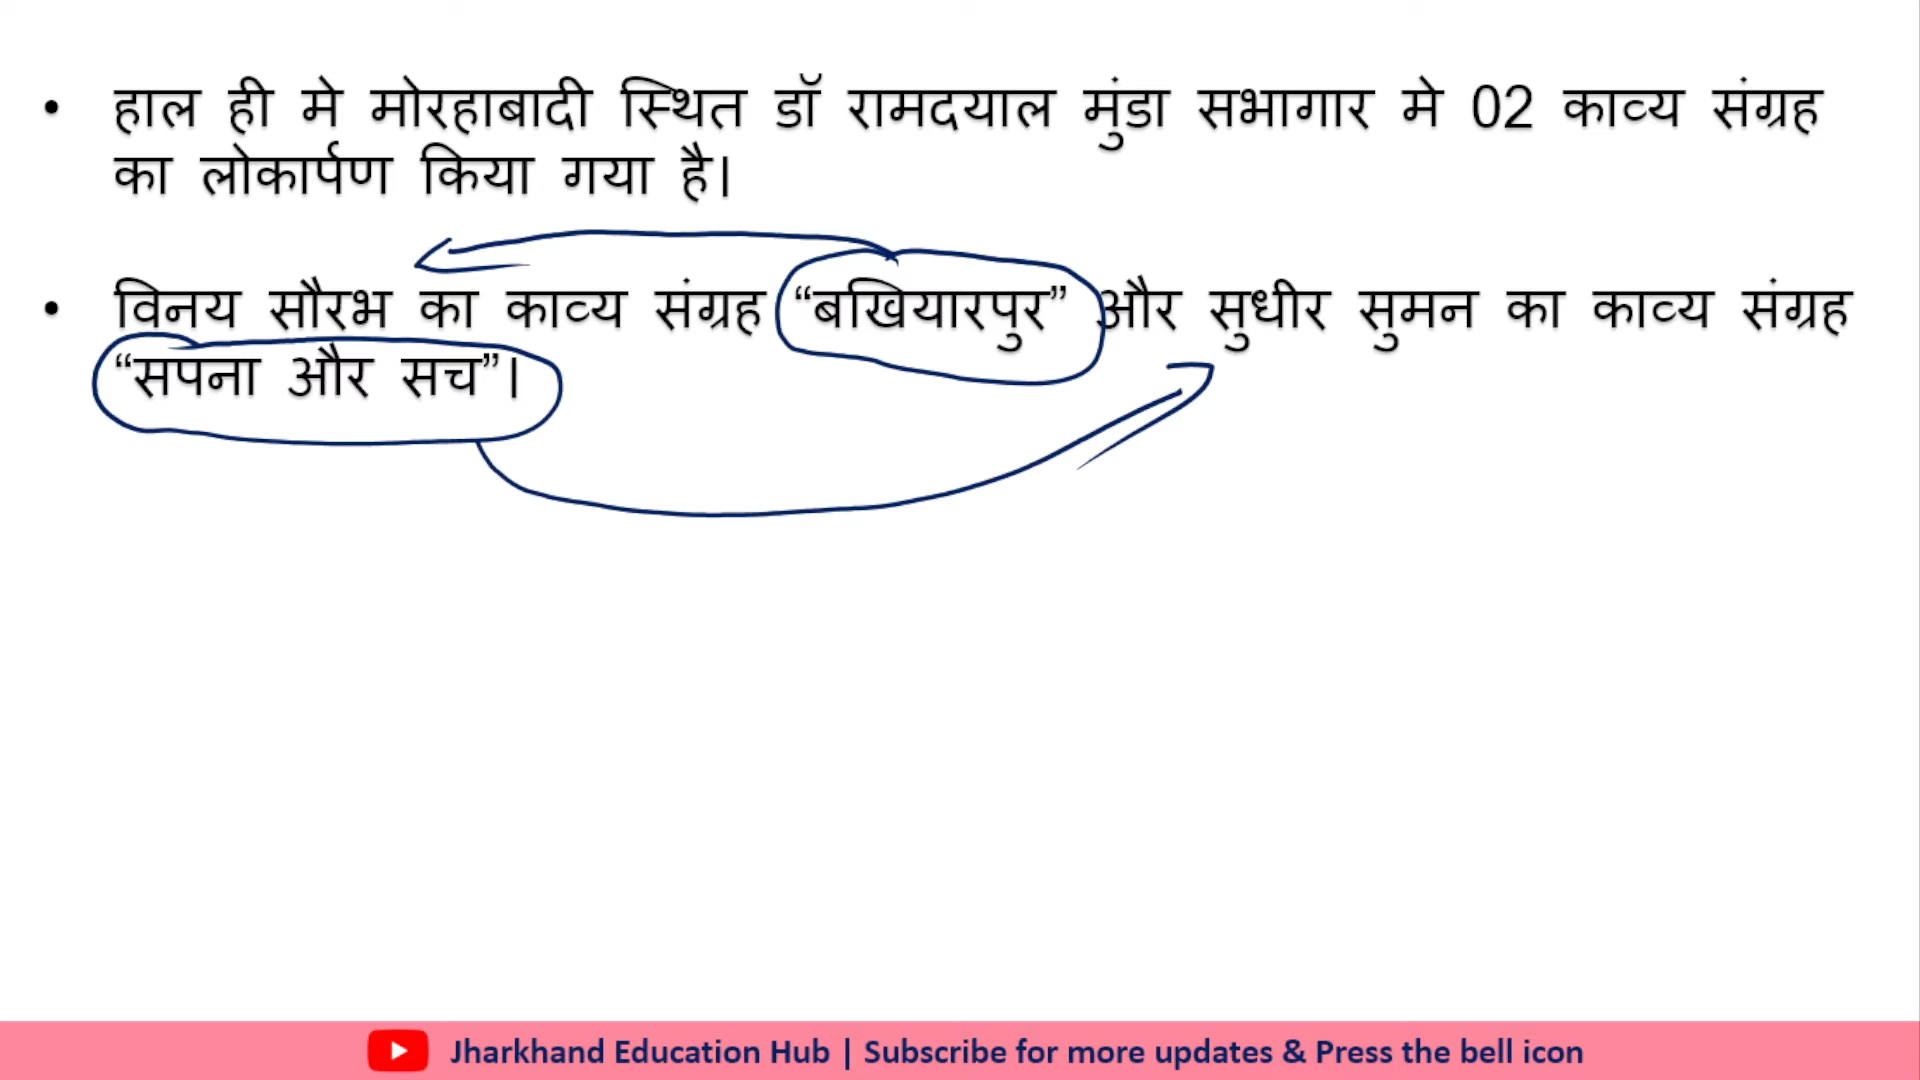 • हाल ही मे मोरहाबादी स्थित डॉ रामदयाल मुंडा सभागार मे 02 काव्य संग्रह
का लोकार्पण किया गया है।
• विनय सौरभ का काव्य संग्रह “बखियारपुर” और सुधीर सुमन का काव्य संग्रह
“सपना और सच”।
Jharkhand Education Hub | Subscribe for more updates & Press the bell icon